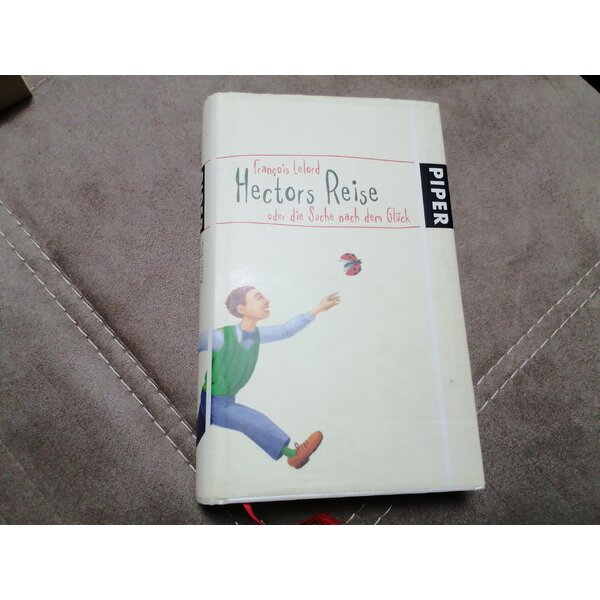 François Lelord
Hectors Reise
oder die Suche nach dem Glück
PIPER